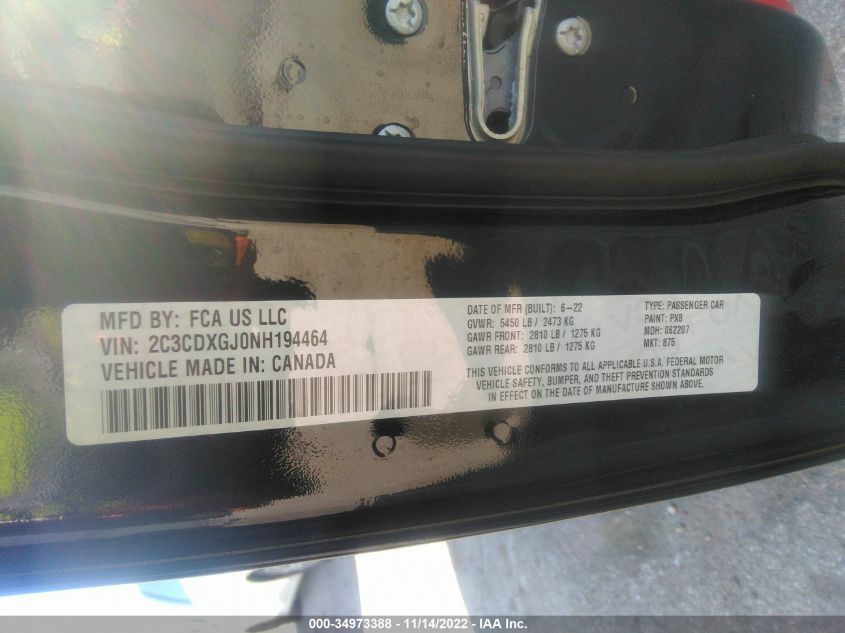 MFD BY: FCA US LLC
VIN: 2C3CDXGJ0NH194464
VEHICLE MADE IN: CANADA
DATE OF MFR (BUILT): 6-22
GVWR: 5450 LB / 2473 KG
GAWR FRONT: 2810 LB / 1275 KG
GAWR REAR: 2810 LB / 1275 KG
TYPE: PASSENGER CAR
PAINT: PX8
MDH: 062207
MKT: 875
THIS VEHICLE CONFORMS TO ALL APPLICABLE U.S.A. FEDERAL MOTOR
VEHICLE SAFETY, BUMPER, AND THEFT PREVENTION STANDARDS
IN EFFECT ON THE DATE OF MANUFACTURE SHOWN ABOVE.
000-34973388 - 11/14/2022 - IAA Inc.